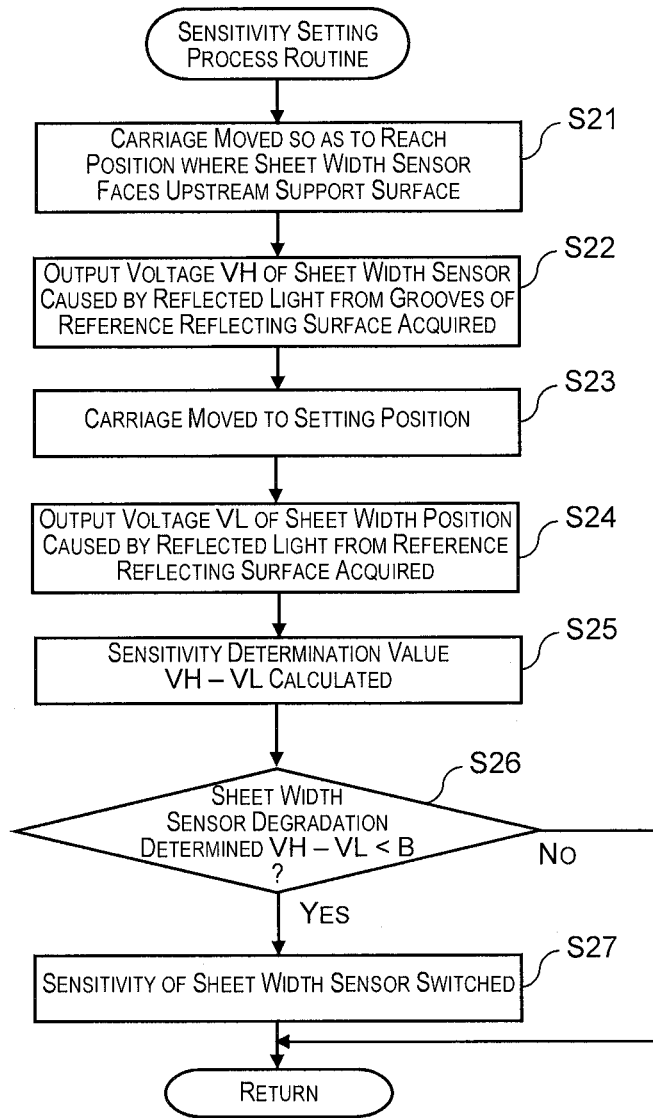 SENSITIVITY SETTING
PROCESS ROUTINE
S21
CARRIAGE MOVED SO AS TO REACH
POSITION WHERE SHEET WIDTH SENSOR
FACES UPSTREAM SUPPORT SURFACE
S22
OUTPUT VOLTAGE VH OF SHEET WIDTH SENSOR
CAUSED BY REFLECTED LIGHT FROM GROOVES OF
REFERENCE REFLECTING SURFACE ACQUIRED
S23
CARRIAGE MOVED TO SETTING POSITION
S24
OUTPUT VOLTAGE VL OF SHEET WIDTH POSITION
CAUSED BY REFLECTED LIGHT FROM REFERENCE
REFLECTING SURFACE ACQUIRED
S25
SENSITIVITY DETERMINATION VALUE
VH – VL CALCULATED
S26
SHEET WIDTH
SENSOR DEGRADATION
DETERMINED VH – VL < B
?
NO
YES
S27
SENSITIVITY OF SHEET WIDTH SENSOR SWITCHED
RETURN